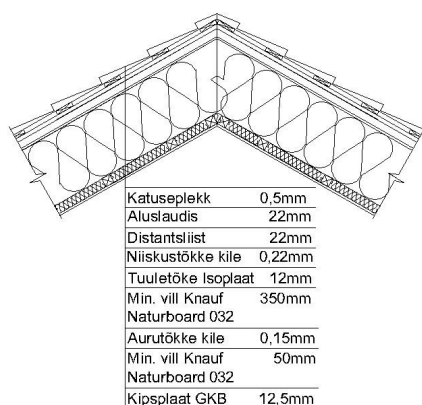 Katuseplekk 0,5mm
Aluslaudis 22mm
Distantsliist 22mm
Niiskustõkke kile 0,22mm
Tuuletõke Isoplaat 12mm
Min. vill Knauf 350mm
Naturboard 032
Aurutõkke kile 0,15mm
Min. vill Knauf 50mm
Naturboard 032
Kipsplaat GKB 12,5mm